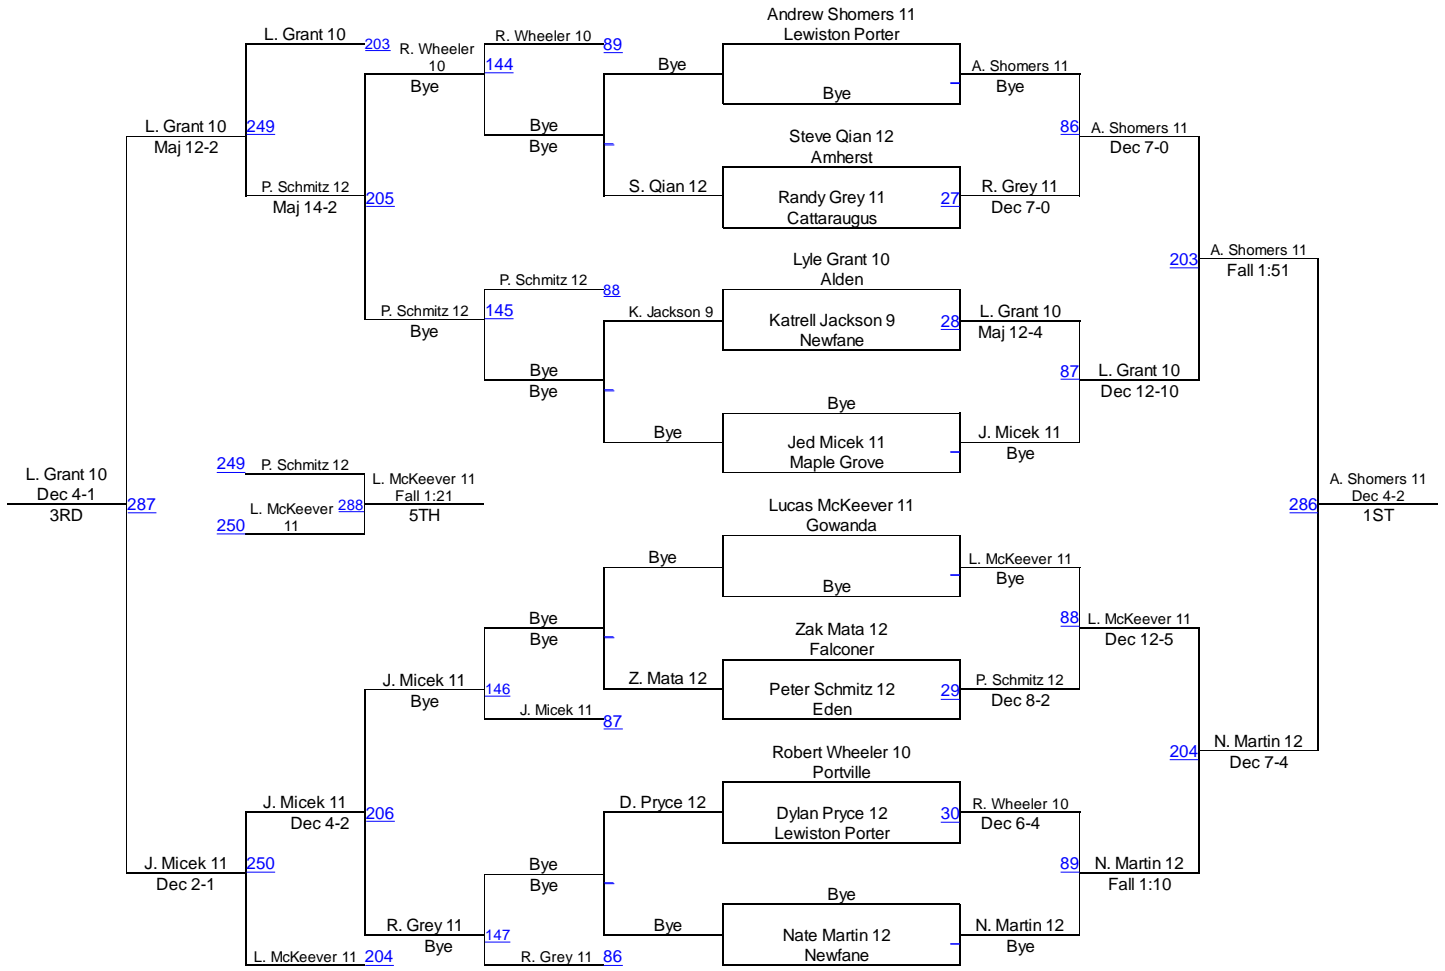 Andrew Shomers 11
Lewiston Porter
Bye
Steve Qian 12
Amherst
Randy Grey 11
Cattaraugus
27
Lyle Grant 10
Alden
Katrell Jackson 9
Newfane
28
Bye
Jed Micek 11
Maple Grove
Lucas McKeever 11
Gowanda
Bye
Zak Mata 12
Falconer
Peter Schmitz 12
Eden
29
Robert Wheeler 10
Portville
Dylan Pryce 12
Lewiston Porter
30
Bye
Nate Martin 12
Newfane
A. Shomers 11
Bye
86
R. Grey 11
Dec 7-0
L. Grant 10
Maj 12-4
87
J. Micek 11
Bye
L. McKeever 11
Bye
88
P. Schmitz 12
Dec 8-2
R. Wheeler 10
Dec 6-4
89
N. Martin 12
Bye
A. Shomers 11
Dec 7-0
203
L. Grant 10
Dec 12-10
L. McKeever 11
Dec 12-5
204
N. Martin 12
Fall 1:10
A. Shomers 11
Fall 1:51
286
N. Martin 12
Dec 7-4
A. Shomers 11
Dec 4-2
1ST
Bye
S. Qian 12
K. Jackson 9
Bye
Bye
Z. Mata 12
D. Pryce 12
Bye
R. Wheeler 10
89
Bye
Bye
P. Schmitz 12
88
Bye
Bye
Bye
Bye
J. Micek 11
87
Bye
Bye
R. Grey 11
86
R. Wheeler
10
144
Bye
P. Schmitz 12
145
Bye
J. Micek 11
146
Bye
R. Grey 11
147
Bye
L. Grant 10
203
P. Schmitz 12
Maj 14-2
205
J. Micek 11
Dec 4-2
206
L. McKeever 11
204
L. Grant 10
Maj 12-2
249
J. Micek 11
Dec 2-1
250
249
P. Schmitz 12
L. McKeever
11
250
288
L. McKeever 11
Fall 1:21
5TH
L. Grant 10
Dec 4-1
3RD
287